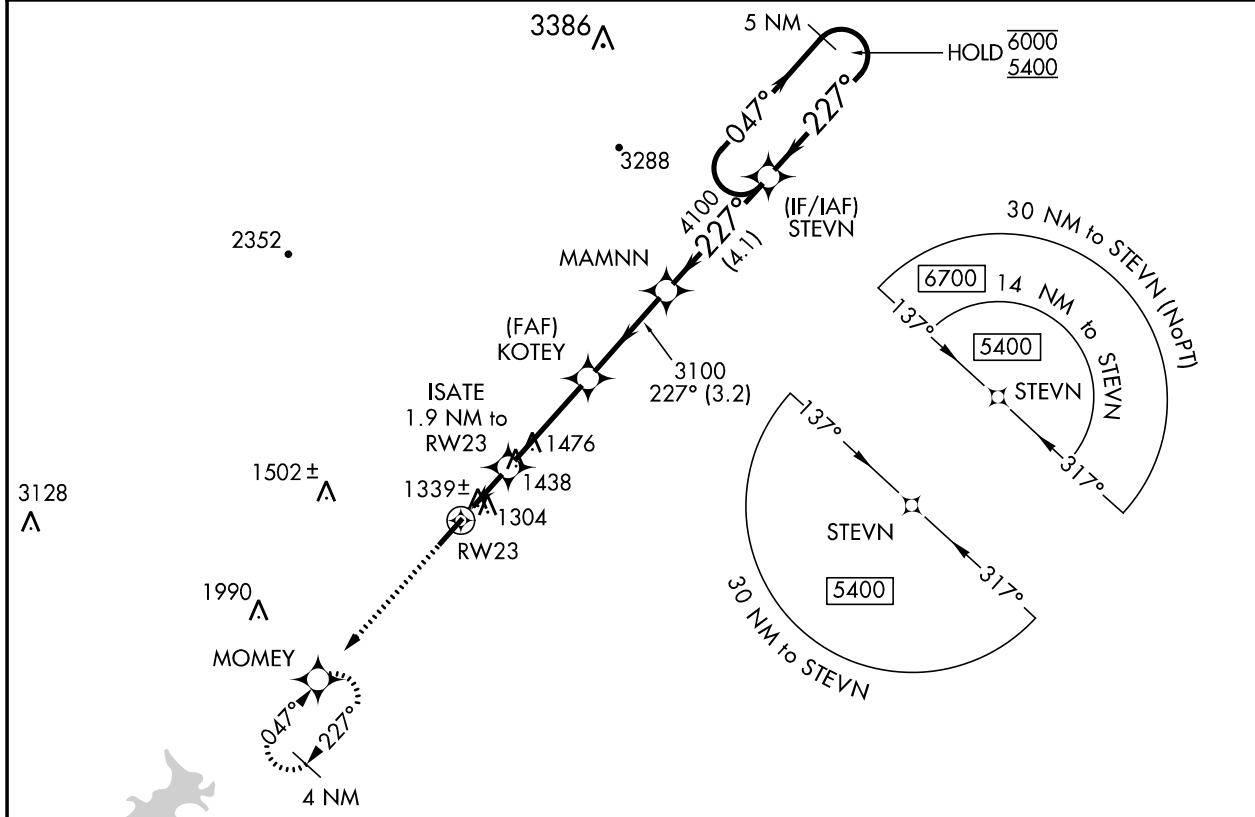 3386
5 NM
HOLD 6000
5400
047°
227°
3288
(IF/IAF)
STEVN
4100
227°
(4.1)
2352
MAMNN
30 NM to STEVN (NoPT)
6700
14 NM to STEVN
137°
5400
STEVN
317°
(FAF)
KOTEY
3100
227° (3.2)
ISATE
1.9 NM to
RW23
1476
1438
137°
STEVN
317°
5400
30 NM to STEVN
1502±
1339±
1304
3128
RW23
1990
MOMEY
047°
227°
4 NM